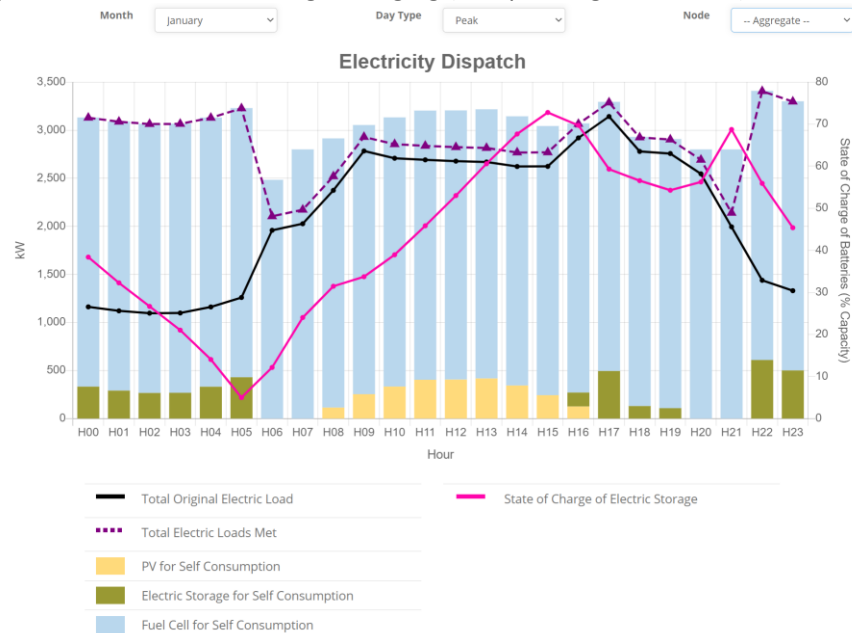 Month January Day Type Peak Node -- Aggregate --
Electricity Dispatch
3,500
3,000
2,500
2,000
1,500
1,000
500
0
kW
80
70
60
50
40
30
20
10
0
State of Charge of Batteries (% Capacity)
H00 H01 H02 H03 H04 H05 H06 H07 H08 H09 H10 H11 H12 H13 H14 H15 H16 H17 H18 H19 H20 H21 H22 H23
Hour
Total Original Electric Load
State of Charge of Electric Storage
Total Electric Loads Met
PV for Self Consumption
Electric Storage for Self Consumption
Fuel Cell for Self Consumption